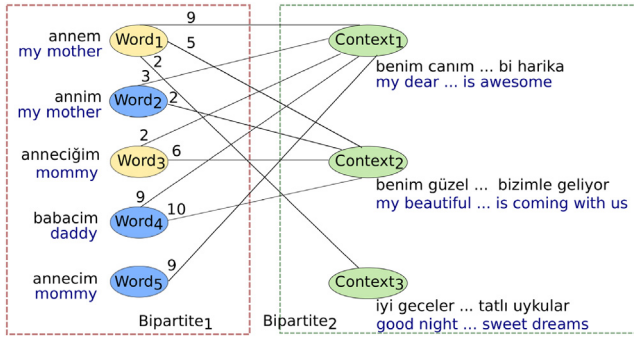 9
annem
my mother
Word1
5
2
Context1
benim canım ... bi harika
my dear ... is awesome
3
annim
my mother
Word2
2
2
anneciğim
mommy
Word3
6
Context2
benim güzel ... bizimle geliyor
my beautiful ... is coming with us
9
babacim
daddy
Word4
10
annecim
mommy
Word5
9
Context3
iyi geceler ... tatlı uykular
good night ... sweet dreams
Bipartite1
Bipartite2